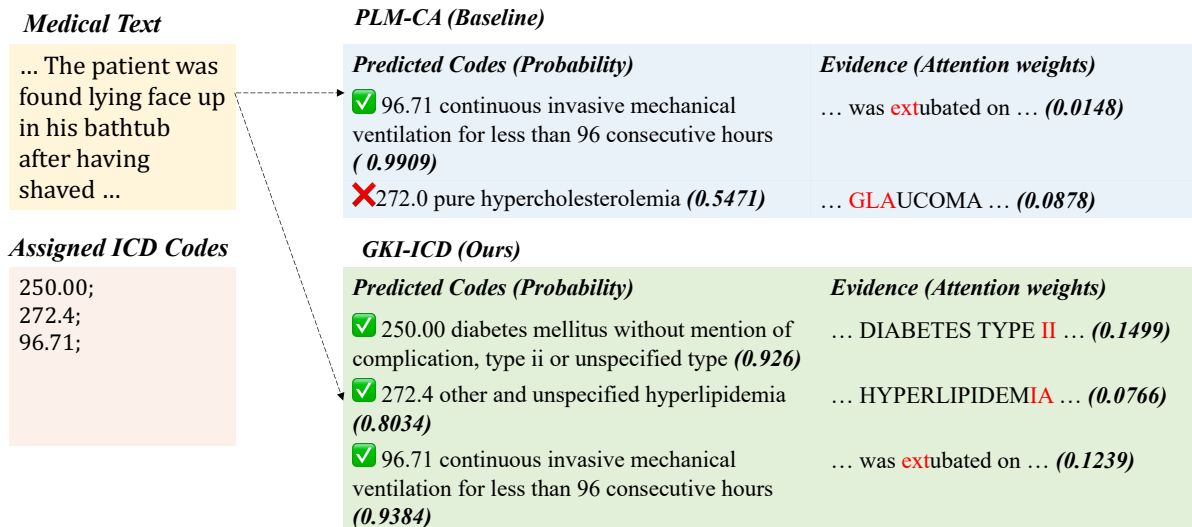 Medical Text
… The patient was
found lying face up
in his bathtub
after having
shaved …
Assigned ICD Codes
250.00;
272.4;
96.71;
PLM-CA (Baseline)
Predicted Codes (Probability)
Evidence (Attention weights)
✅ 96.71 continuous invasive mechanical
ventilation for less than 96 consecutive hours
( 0.9909)
… was extubated on … (0.0148)
❌272.0 pure hypercholesterolemia (0.5471)
… GLAUCOMA … (0.0878)
GKI-ICD (Ours)
Predicted Codes (Probability)
Evidence (Attention weights)
✅ 250.00 diabetes mellitus without mention of
complication, type ii or unspecified type (0.926)
… DIABETES TYPE II … (0.1499)
✅ 272.4 other and unspecified hyperlipidemia
(0.8034)
… HYPERLIPIDEMIA … (0.0766)
✅ 96.71 continuous invasive mechanical
ventilation for less than 96 consecutive hours
(0.9384)
… was extubated on … (0.1239)